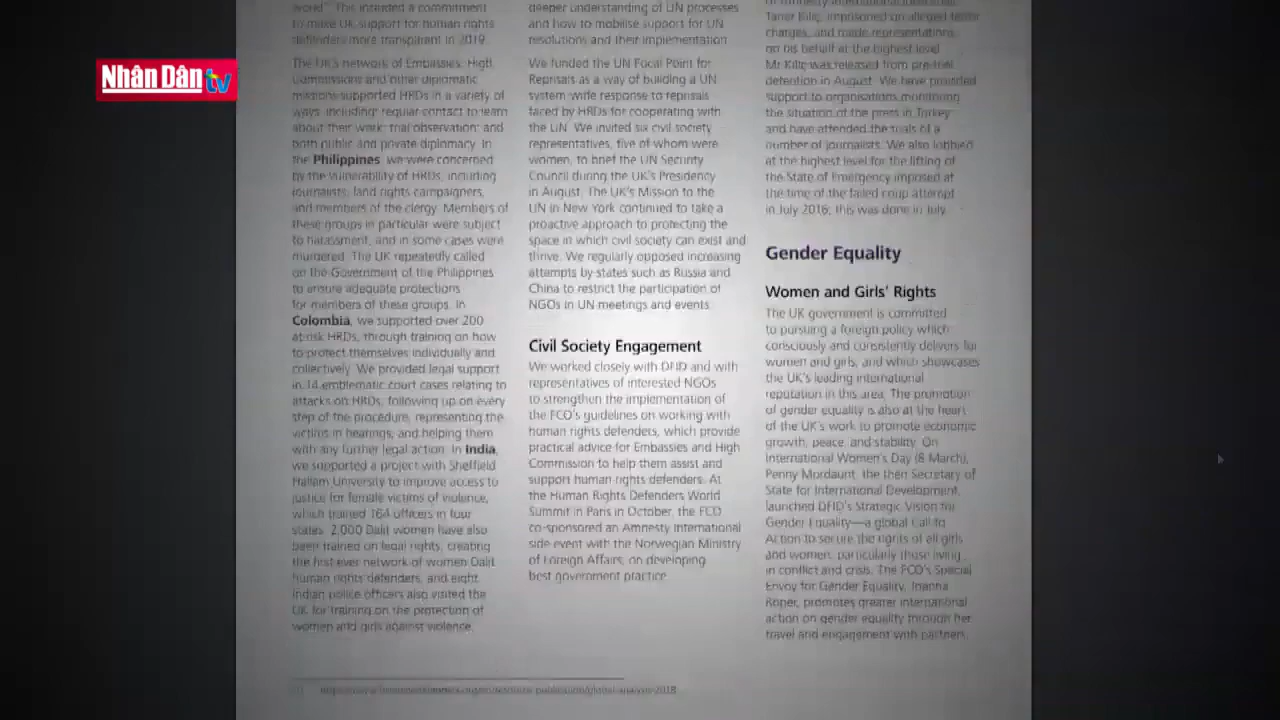 Nhân Dân tv
world". This intended a commitment
to make UK support for human rights
defenders more transparent in 2019.
The UK's network of Embassies, High
Commissions and other diplomatic
missions supported HRDs in a variety of
ways, including: regular contact to learn
about their work; trial observation; and
both public and private diplomacy. In
the Philippines, we were concerned
by the vulnerability of HRDs, including
journalists, land rights campaigners,
and members of the clergy. Members of
these groups in particular were subject
to harassment, and in some cases were
murdered. The UK repeatedly called
on the Government of the Philippines
to ensure adequate protections
for members of these groups. In
Colombia, we supported over 200
at-risk HRDs, through training on how
to protect themselves individually and
collectively. We provided legal support
in 14 emblematic court cases relating to
attacks on HRDs, following up on every
step of the procedure, representing the
victims in hearings, and helping them
with any further legal action. In India,
we supported a project with Sheffield
Hallam University to improve access to
justice for female victims of violence,
which trained 164 officers in four
states. 2,000 Dalit women have also
been trained on legal rights, creating
the first ever network of women Dalit
human rights defenders, and eight
Indian police officers also visited the
UK for training on the protection of
women and girls against violence.
deeper understanding of UN processes
and how to mobilise support for UN
resolutions and their implementation.
We funded the UN Focal Point for
Reprisals as a way of building a UN
system-wide response to reprisals
faced by HRDs for cooperating with
the UN. We invited six civil society
representatives, five of whom were
women, to brief the UN Security
Council during the UK's Presidency
in August. The UK's Mission to the
UN in New York continued to take a
proactive approach to protecting the
space in which civil society can exist and
thrive. We regularly opposed increasing
attempts by states such as Russia and
China to restrict the participation of
NGOs in UN meetings and events.
Civil Society Engagement
We worked closely with DFID and with
representatives of interested NGOs
to strengthen the implementation of
the FCO's guidelines on working with
human rights defenders, which provide
practical advice for Embassies and High
Commission to help them assist and
support human rights defenders. At
the Human Rights Defenders World
Summit in Paris in October, the FCO
co-sponsored an Amnesty International
side event with the Norwegian Ministry
of Foreign Affairs, on developing
best government practice.
of Amnesty International
Taner Kılıç, imprisoned on alleged terror
charges, and made representations
on his behalf at the highest level.
Mr Kılıç was released from pre-trial
detention in August. We have provided
support to organisations monitoring
the situation of the press in Turkey
and have attended the trials of a
number of journalists. We also lobbied
at the highest level for the lifting of
the State of Emergency imposed at
the time of the failed coup attempt
in July 2016; this was done in July.
Gender Equality
Women and Girls' Rights
The UK government is committed
to pursuing a foreign policy which
consciously and consistently delivers for
women and girls, and which showcases
the UK's leading international
reputation in this area. The promotion
of gender equality is also at the heart
of the UK's work to promote economic
growth, peace, and stability. On
International Women's Day (8 March),
Penny Mordaunt, the then Secretary of
State for International Development,
launched DFID's Strategic Vision for
Gender Equality—a global Call to
Action to secure the rights of all girls
and women, particularly those living
in conflict and crisis. The FCO's Special
Envoy for Gender Equality, Joanna
Roper, promotes greater international
action on gender equality through her
travel and engagement with partners,